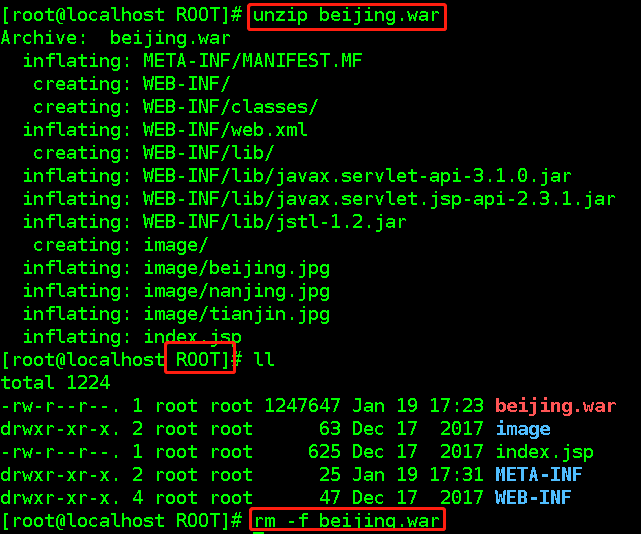 [root@localhost ROOT]# unzip beijing.war
Archive:  beijing.war
  inflating: META-INF/MANIFEST.MF
   creating: WEB-INF/
   creating: WEB-INF/classes/
  inflating: WEB-INF/web.xml
   creating: WEB-INF/lib/
  inflating: WEB-INF/lib/javax.servlet-api-3.1.0.jar
  inflating: WEB-INF/lib/javax.servlet.jsp-api-2.3.1.jar
  inflating: WEB-INF/lib/jstl-1.2.jar
   creating: image/
  inflating: image/beijing.jpg
  inflating: image/nanjing.jpg
  inflating: image/tianjin.jpg
  inflating: index.jsp
[root@localhost ROOT]# ll
total 1224
-rw-r--r--. 1 root root 1247647 Jan 19 17:23 beijing.war
drwxr-xr-x. 2 root root      63 Dec 17  2017 image
-rw-r--r--. 1 root root     625 Dec 17  2017 index.jsp
drwxr-xr-x. 2 root root      25 Jan 19 17:31 META-INF
drwxr-xr-x. 4 root root      47 Dec 17  2017 WEB-INF
[root@localhost ROOT]# rm -f beijing.war